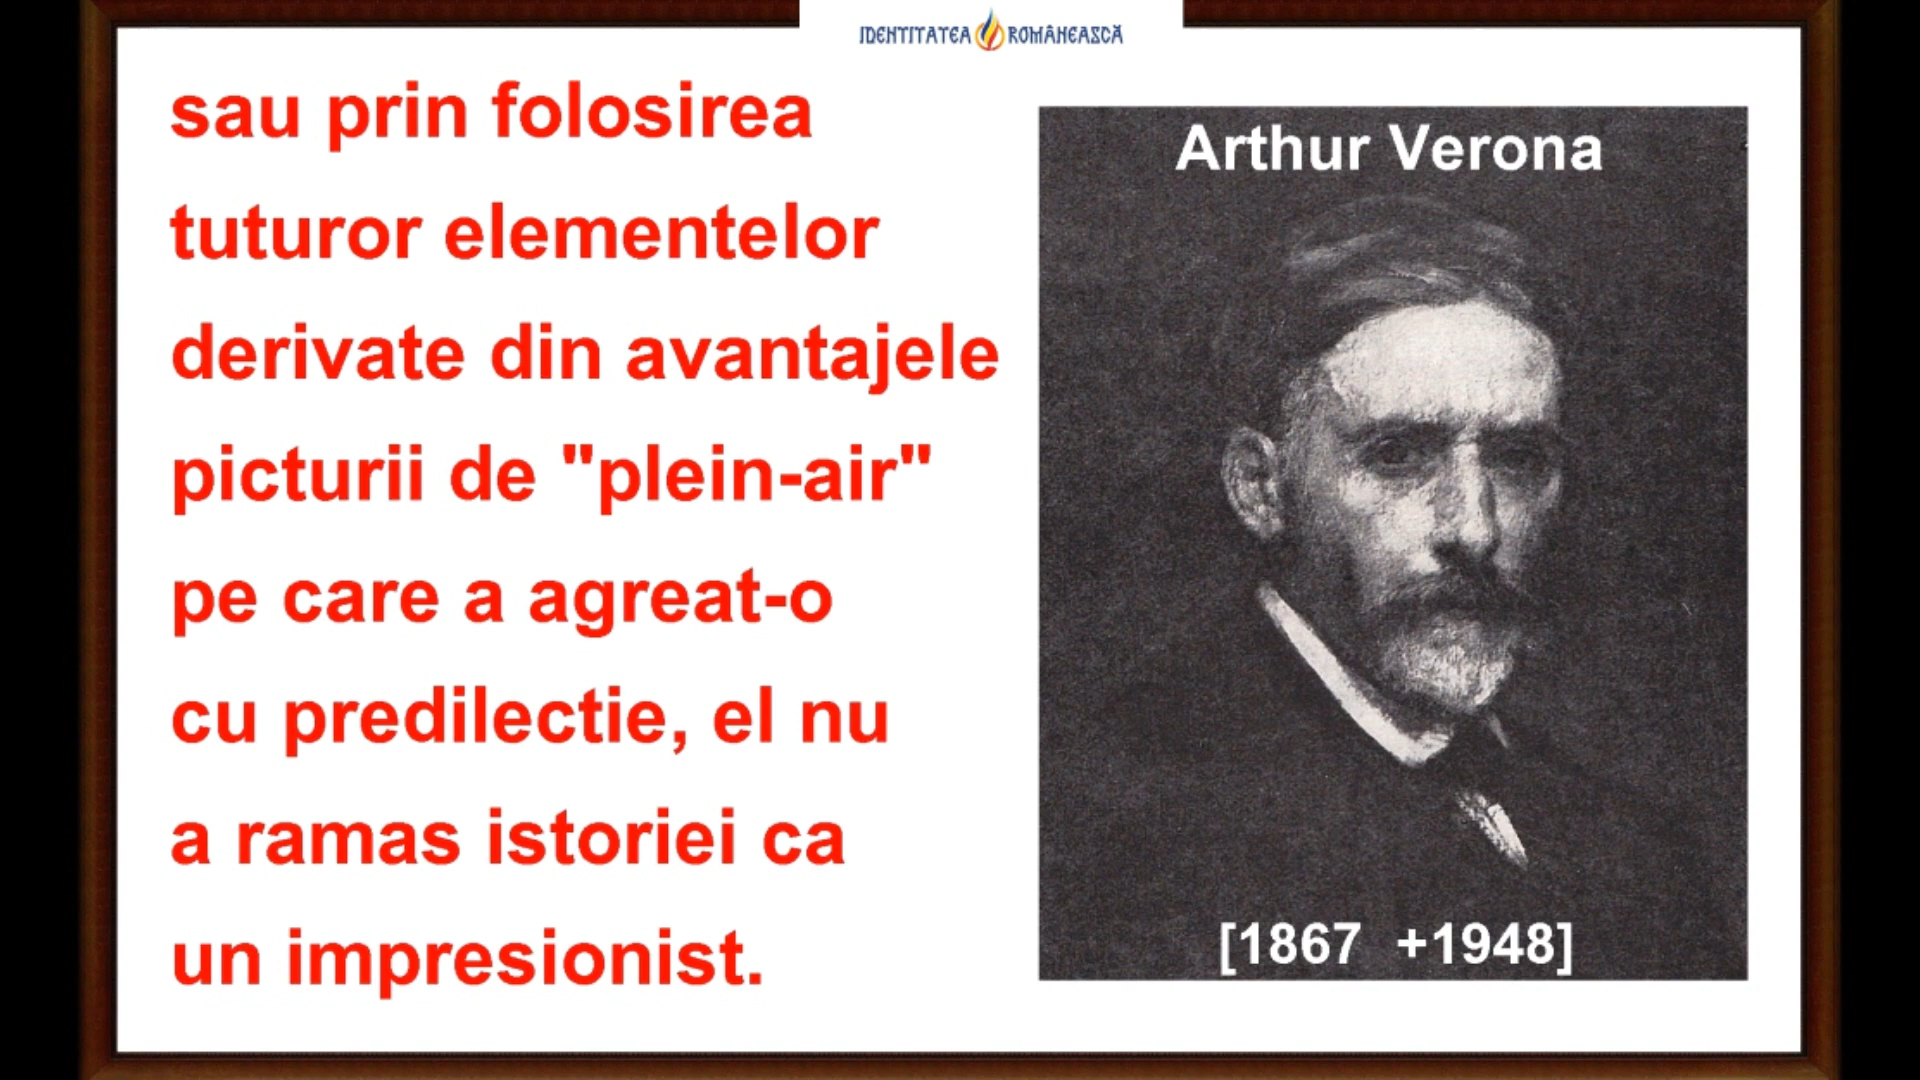 IDENTITATEA ROMÂNEASCĂ
sau prin folosirea
tuturor elementelor
derivate din avantajele
picturii de "plein-air"
pe care a agreat-o
cu predilectie, el nu
a ramas istoriei ca
un impresionist.
Arthur Verona
[1867 +1948]